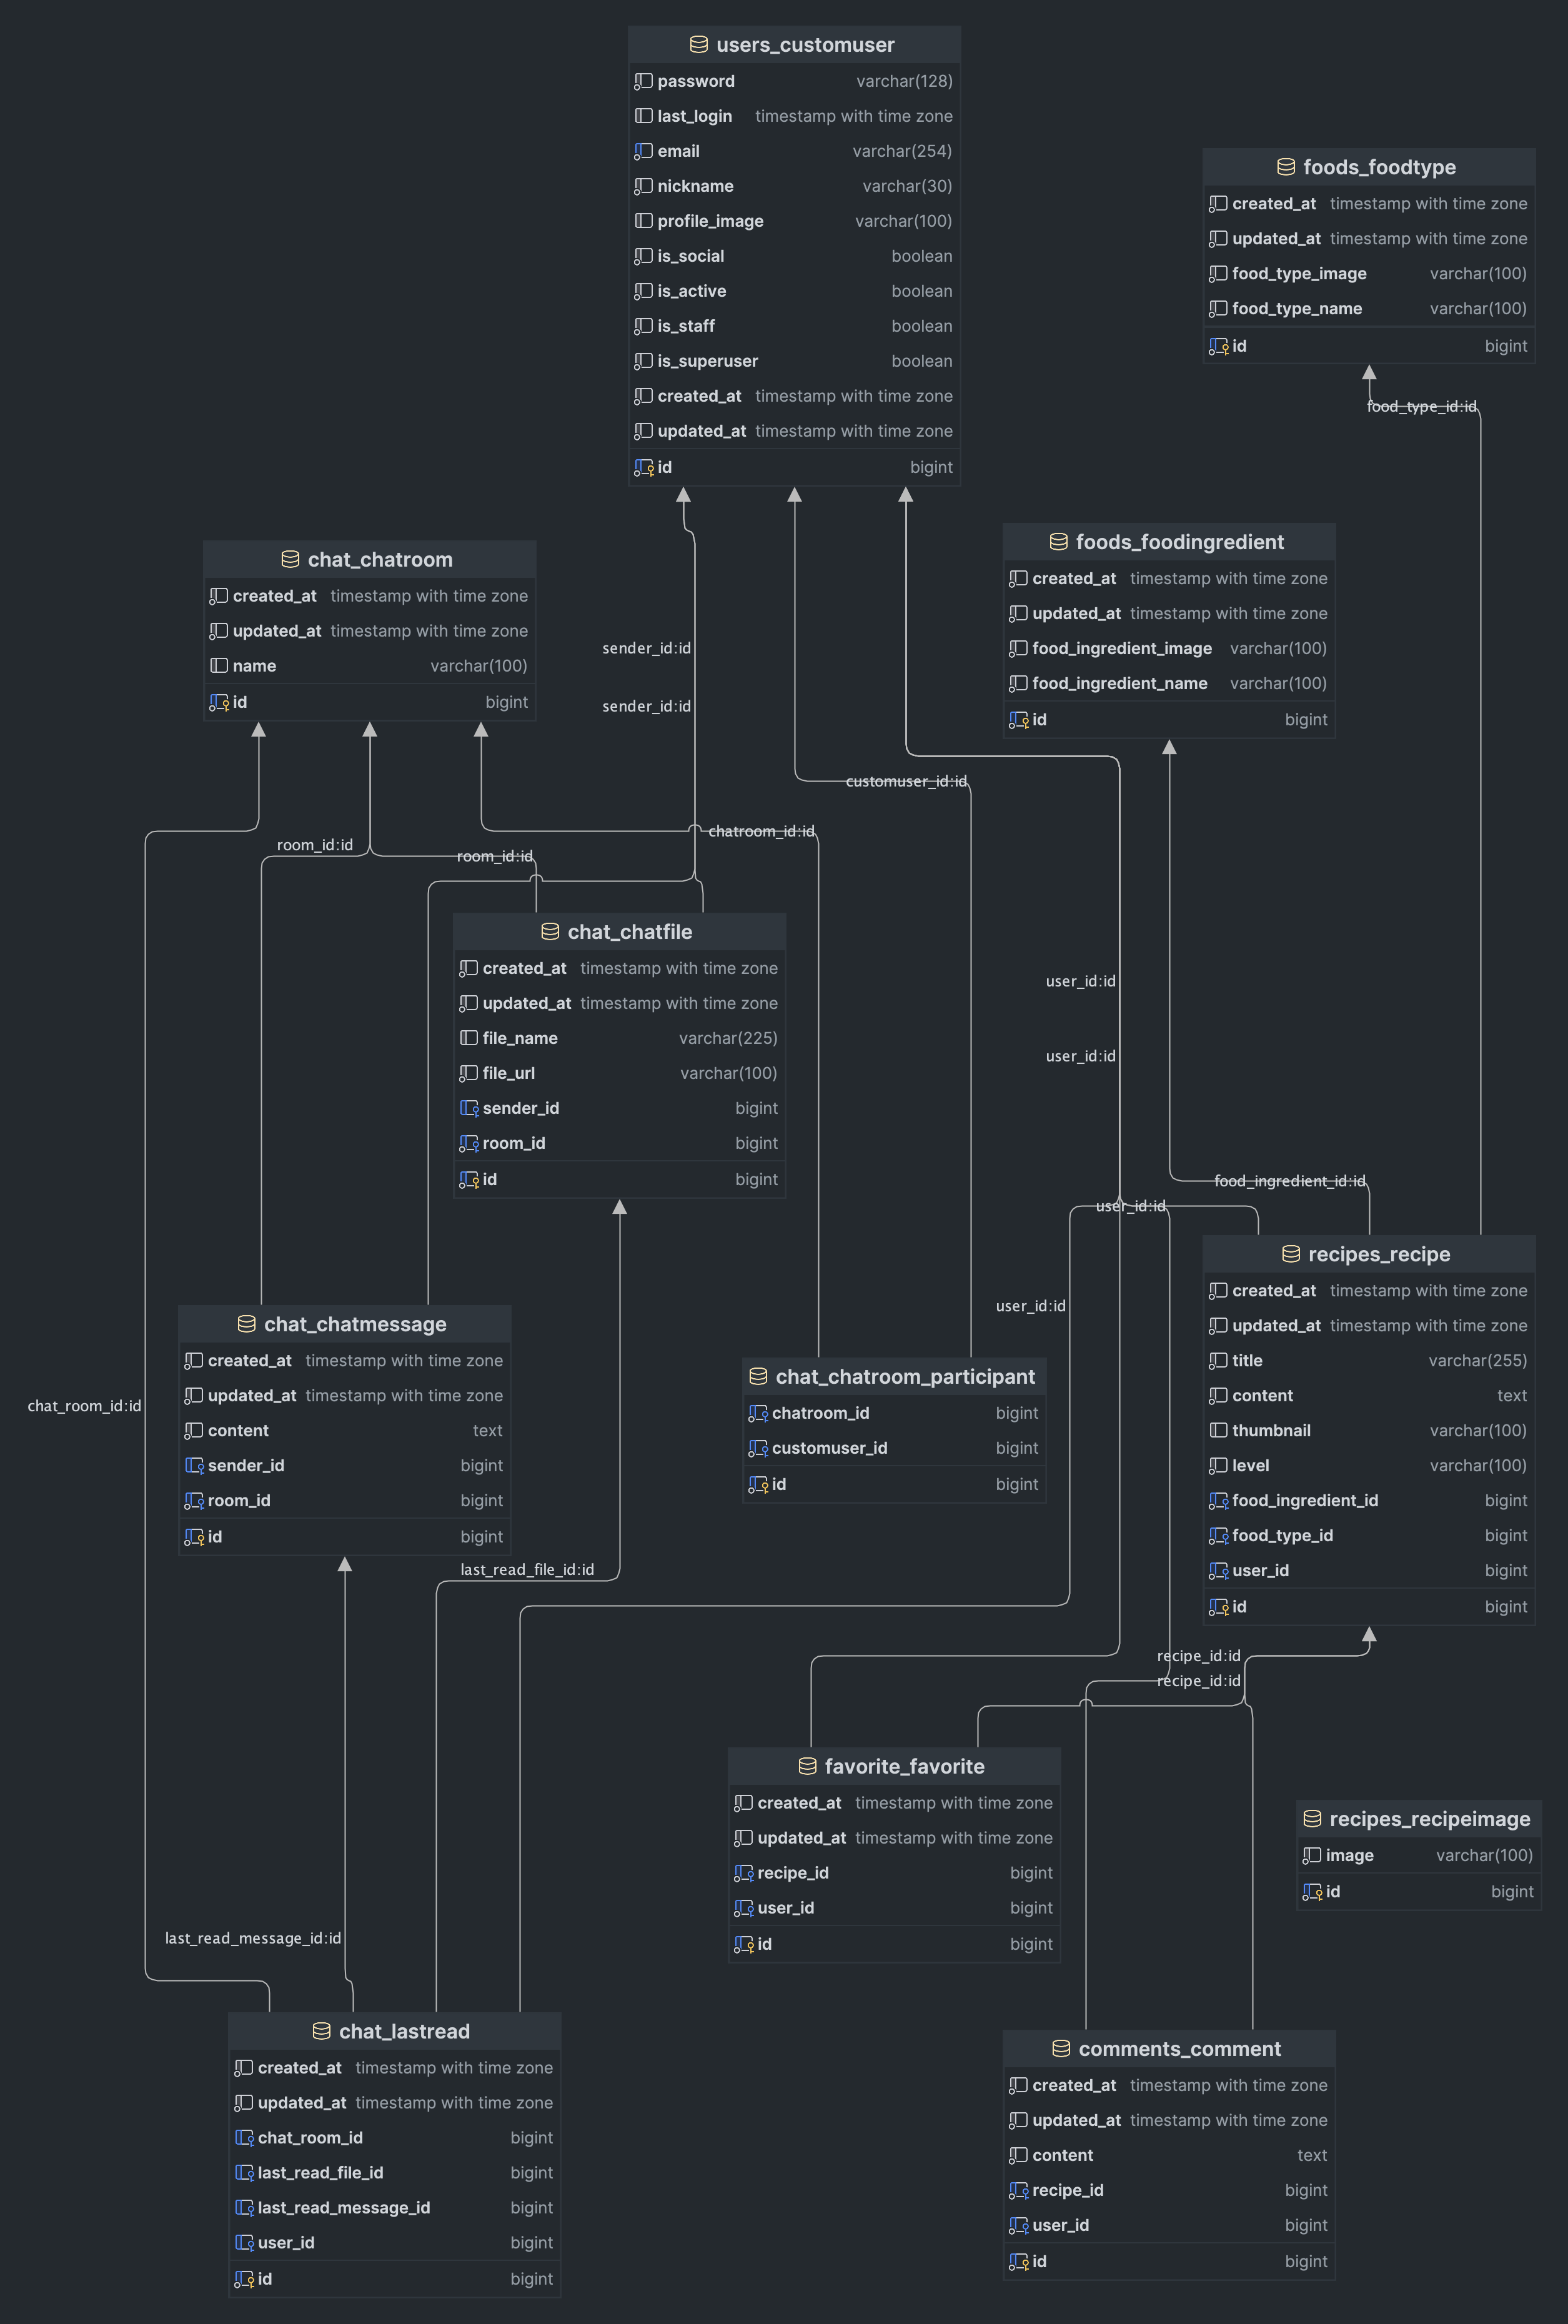 users_customuser
password varchar(128)
last_login timestamp with time zone
email varchar(254)
nickname varchar(30)
profile_image varchar(100)
is_social boolean
is_active boolean
is_staff boolean
is_superuser boolean
created_at timestamp with time zone
updated_at timestamp with time zone
id bigint
foods_foodtype
created_at timestamp with time zone
updated_at timestamp with time zone
food_type_image varchar(100)
food_type_name varchar(100)
id bigint
food_type_id:id
chat_chatroom
created_at timestamp with time zone
updated_at timestamp with time zone
name varchar(100)
id bigint
foods_foodingredient
created_at timestamp with time zone
updated_at timestamp with time zone
food_ingredient_image varchar(100)
food_ingredient_name varchar(100)
id bigint
sender_id:id
sender_id:id
customuser_id:id
chatroom_id:id
room_id:id
room_id:id
chat_chatfile
created_at timestamp with time zone
updated_at timestamp with time zone
file_name varchar(225)
file_url varchar(100)
sender_id bigint
room_id bigint
id bigint
user_id:id
user_id:id
food_ingredient_id:id
user_id:id
user_id:id
recipes_recipe
created_at timestamp with time zone
updated_at timestamp with time zone
title varchar(255)
content text
thumbnail varchar(100)
level varchar(100)
food_ingredient_id bigint
food_type_id bigint
user_id bigint
id bigint
chat_chatmessage
created_at timestamp with time zone
updated_at timestamp with time zone
content text
sender_id bigint
room_id bigint
id bigint
chat_room_id:id
chat_chatroom_participant
chatroom_id bigint
customuser_id bigint
id bigint
last_read_file_id:id
recipe_id:id
recipe_id:id
favorite_favorite
created_at timestamp with time zone
updated_at timestamp with time zone
recipe_id bigint
user_id bigint
id bigint
recipes_recipeimage
image varchar(100)
id bigint
last_read_message_id:id
chat_lastread
created_at timestamp with time zone
updated_at timestamp with time zone
chat_room_id bigint
last_read_file_id bigint
last_read_message_id bigint
user_id bigint
id bigint
comments_comment
created_at timestamp with time zone
updated_at timestamp with time zone
content text
recipe_id bigint
user_id bigint
id bigint